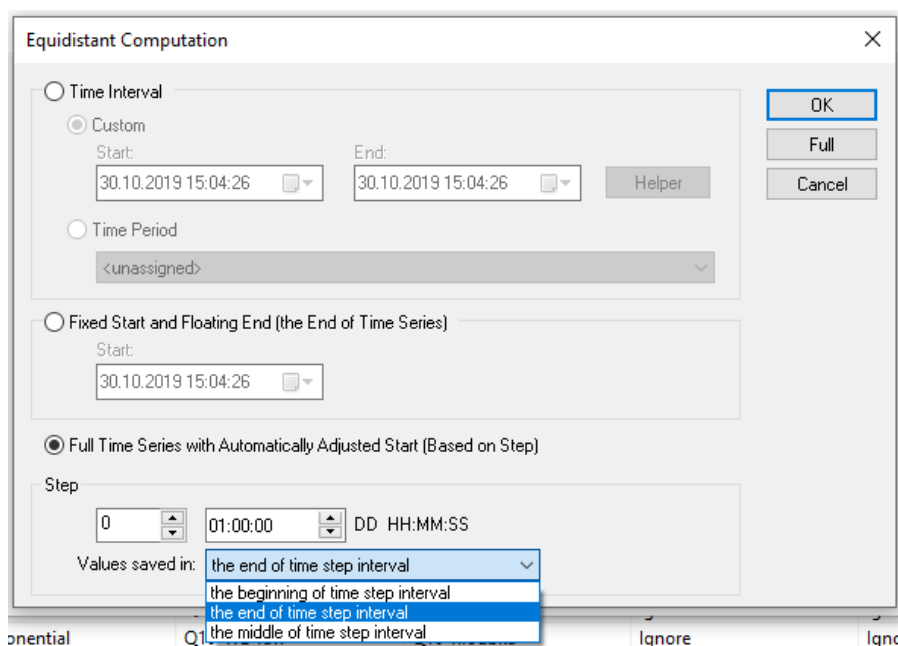 Equidistant Computation
Time Interval
OK
Custom
Start:
End:
Full
30.10.2019 15:04:26
30.10.2019 15:04:26
Helper
Cancel
Time Period
<unassigned>
Fixed Start and Floating End (the End of Time Series)
Start:
30.10.2019 15:04:26
Full Time Series with Automatically Adjusted Start (Based on Step)
Step
0
01:00:00
DD HH:MM:SS
Values saved in:
the end of time step interval
the beginning of time step interval
the end of time step interval
the middle of time step interval
onential
Ignore